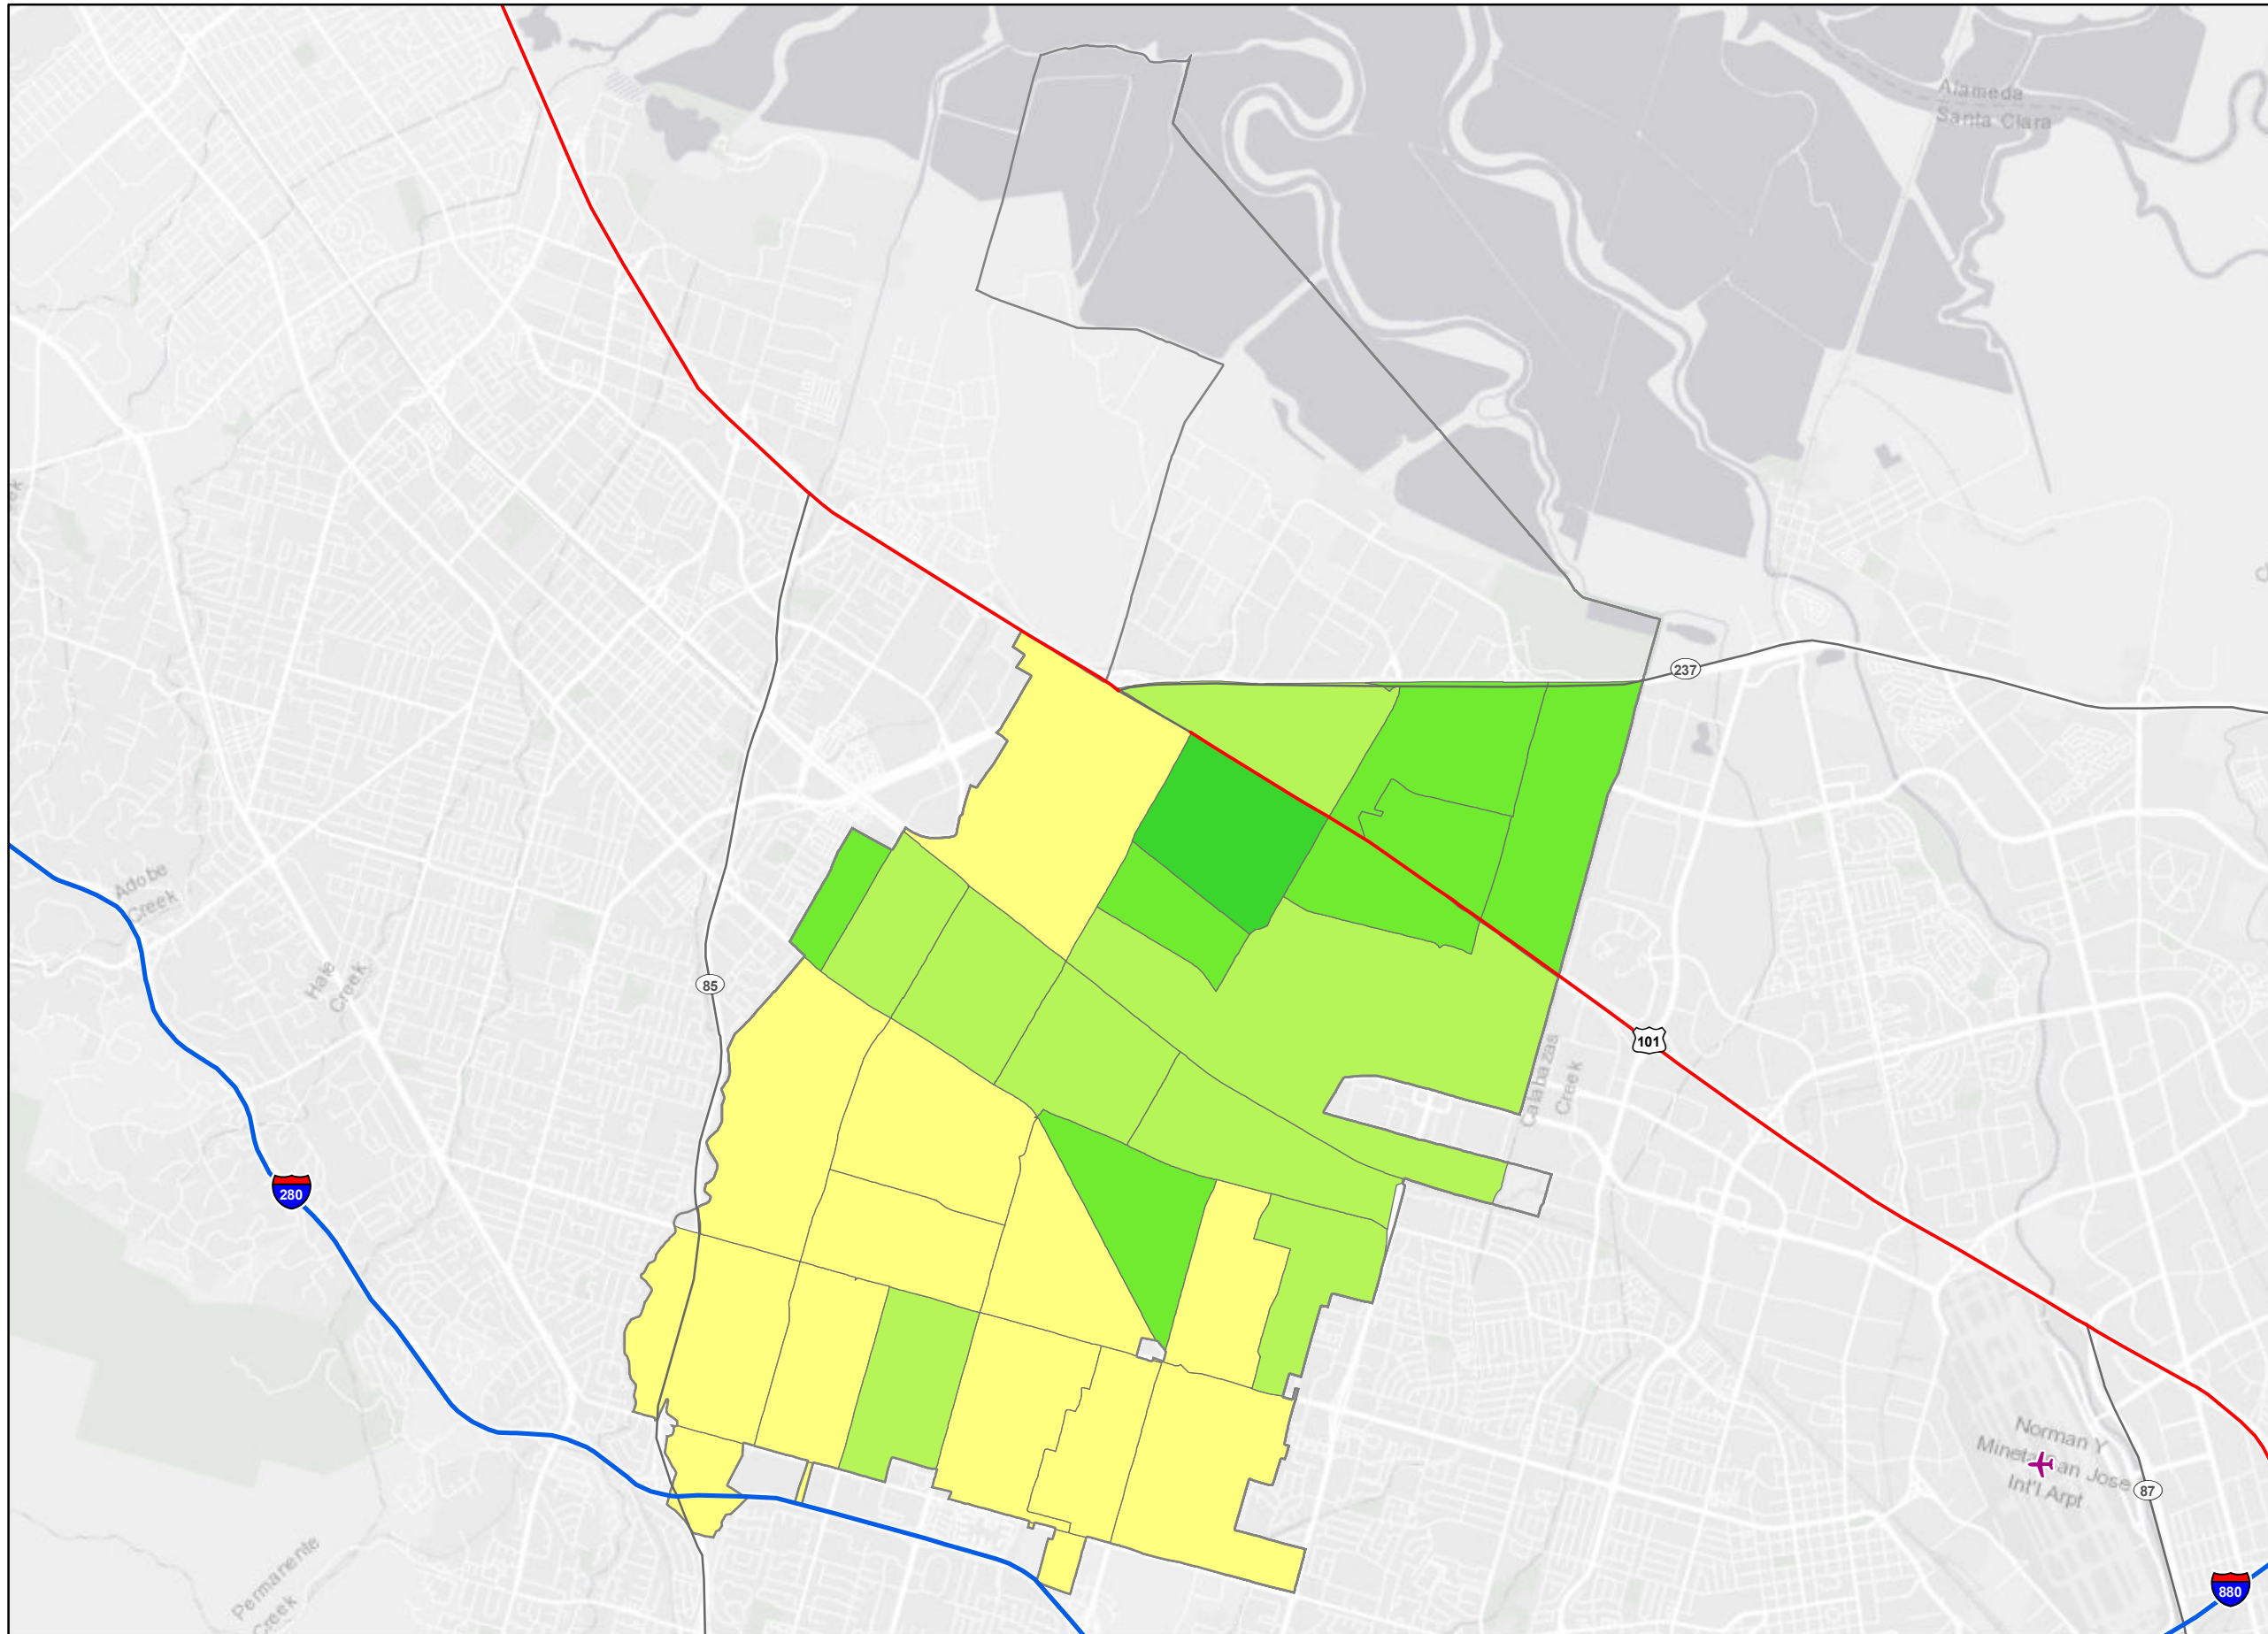 Alameda
Santa Clara
237
Adobe
Creek
Hale
Creek
85
101
Calabazas
Creek
280
Norman Y
Mineta San Jose
Int'l Arpt
87
Permanente
Creek
880